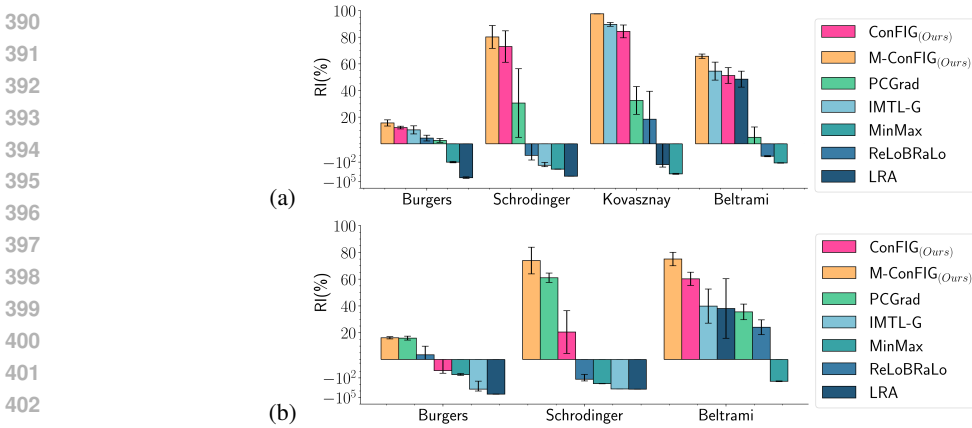 390
391
392
393
394
395
396
397
398
399
400
401
402
100
80
60
40
20
−10²
−10⁵
RI(%)
Burgers Schrodinger Kovasznay Beltrami
(a)
ConFIG(Ours)
M-ConFIG(Ours)
PCGrad
IMTL-G
MinMax
ReLoBRaLo
LRA
100
80
60
40
20
−10²
−10⁵
RI(%)
Burgers Schrodinger Beltrami
(b)
ConFIG(Ours)
M-ConFIG(Ours)
PCGrad
IMTL-G
MinMax
ReLoBRaLo
LRA